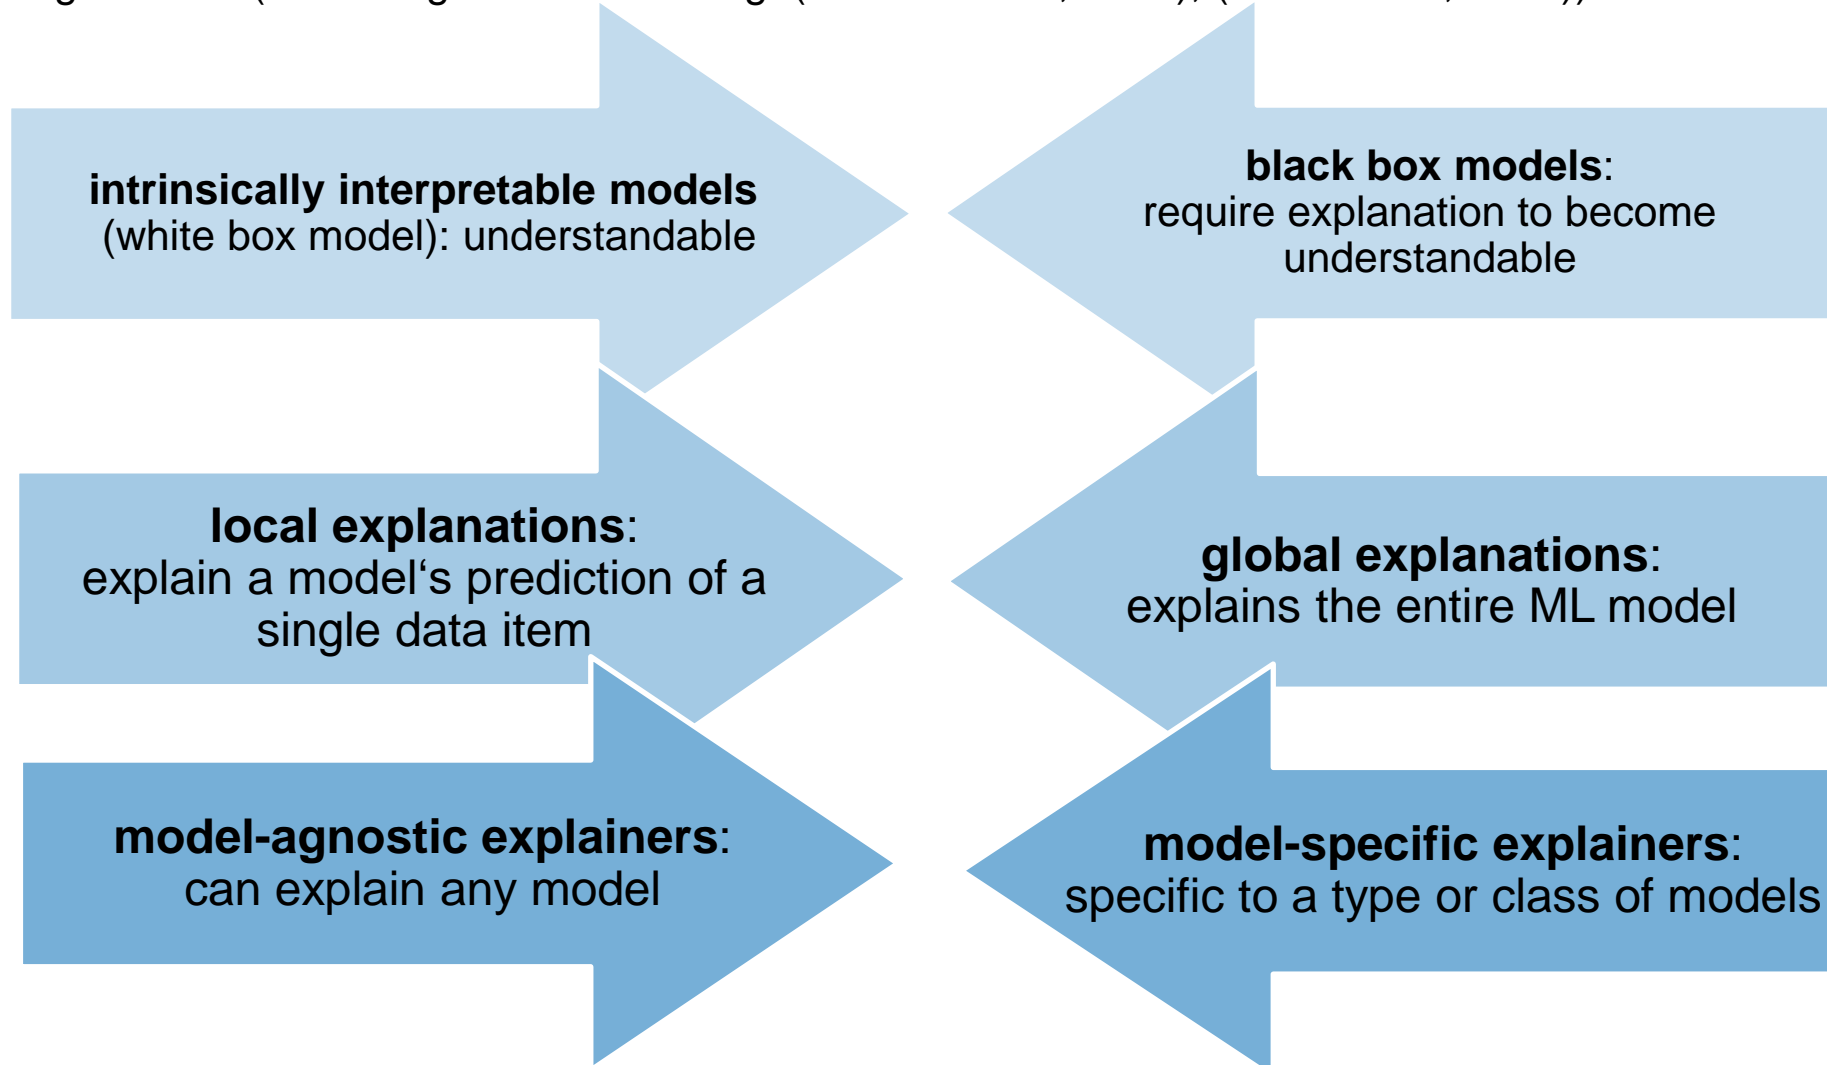 intrinsically interpretable models
(white box model): understandable
black box models:
require explanation to become
understandable
local explanations:
explain a model‘s prediction of a
single data item
global explanations:
explains the entire ML model
model-agnostic explainers:
can explain any model
model-specific explainers:
specific to a type or class of models